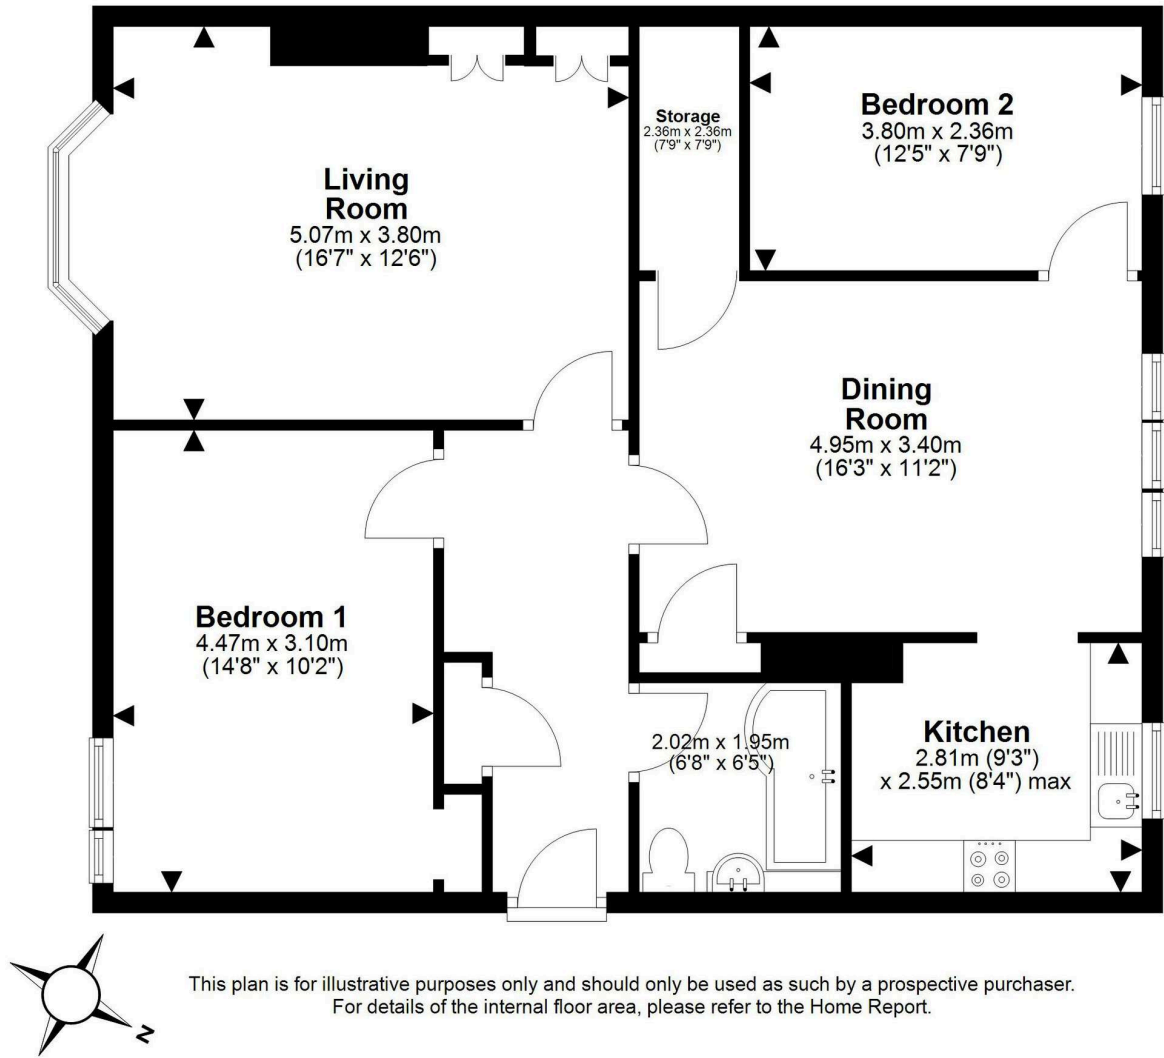 Living
Room
5.07m x 3.80m
(16'7" x 12'6")
Storage
2.36m x 2.36m
(7'9" x 7'9")
Bedroom 2
3.80m x 2.36m
(12'5" x 7'9")
Dining
Room
4.95m x 3.40m
(16'3" x 11'2")
Bedroom 1
4.47m x 3.10m
(14'8" x 10'2")
2.02m x 1.95m
(6'8" x 6'5")
Kitchen
2.81m (9'3")
x 2.55m (8'4") max
N
This plan is for illustrative purposes only and should only be used as such by a prospective purchaser.
For details of the internal floor area, please refer to the Home Report.